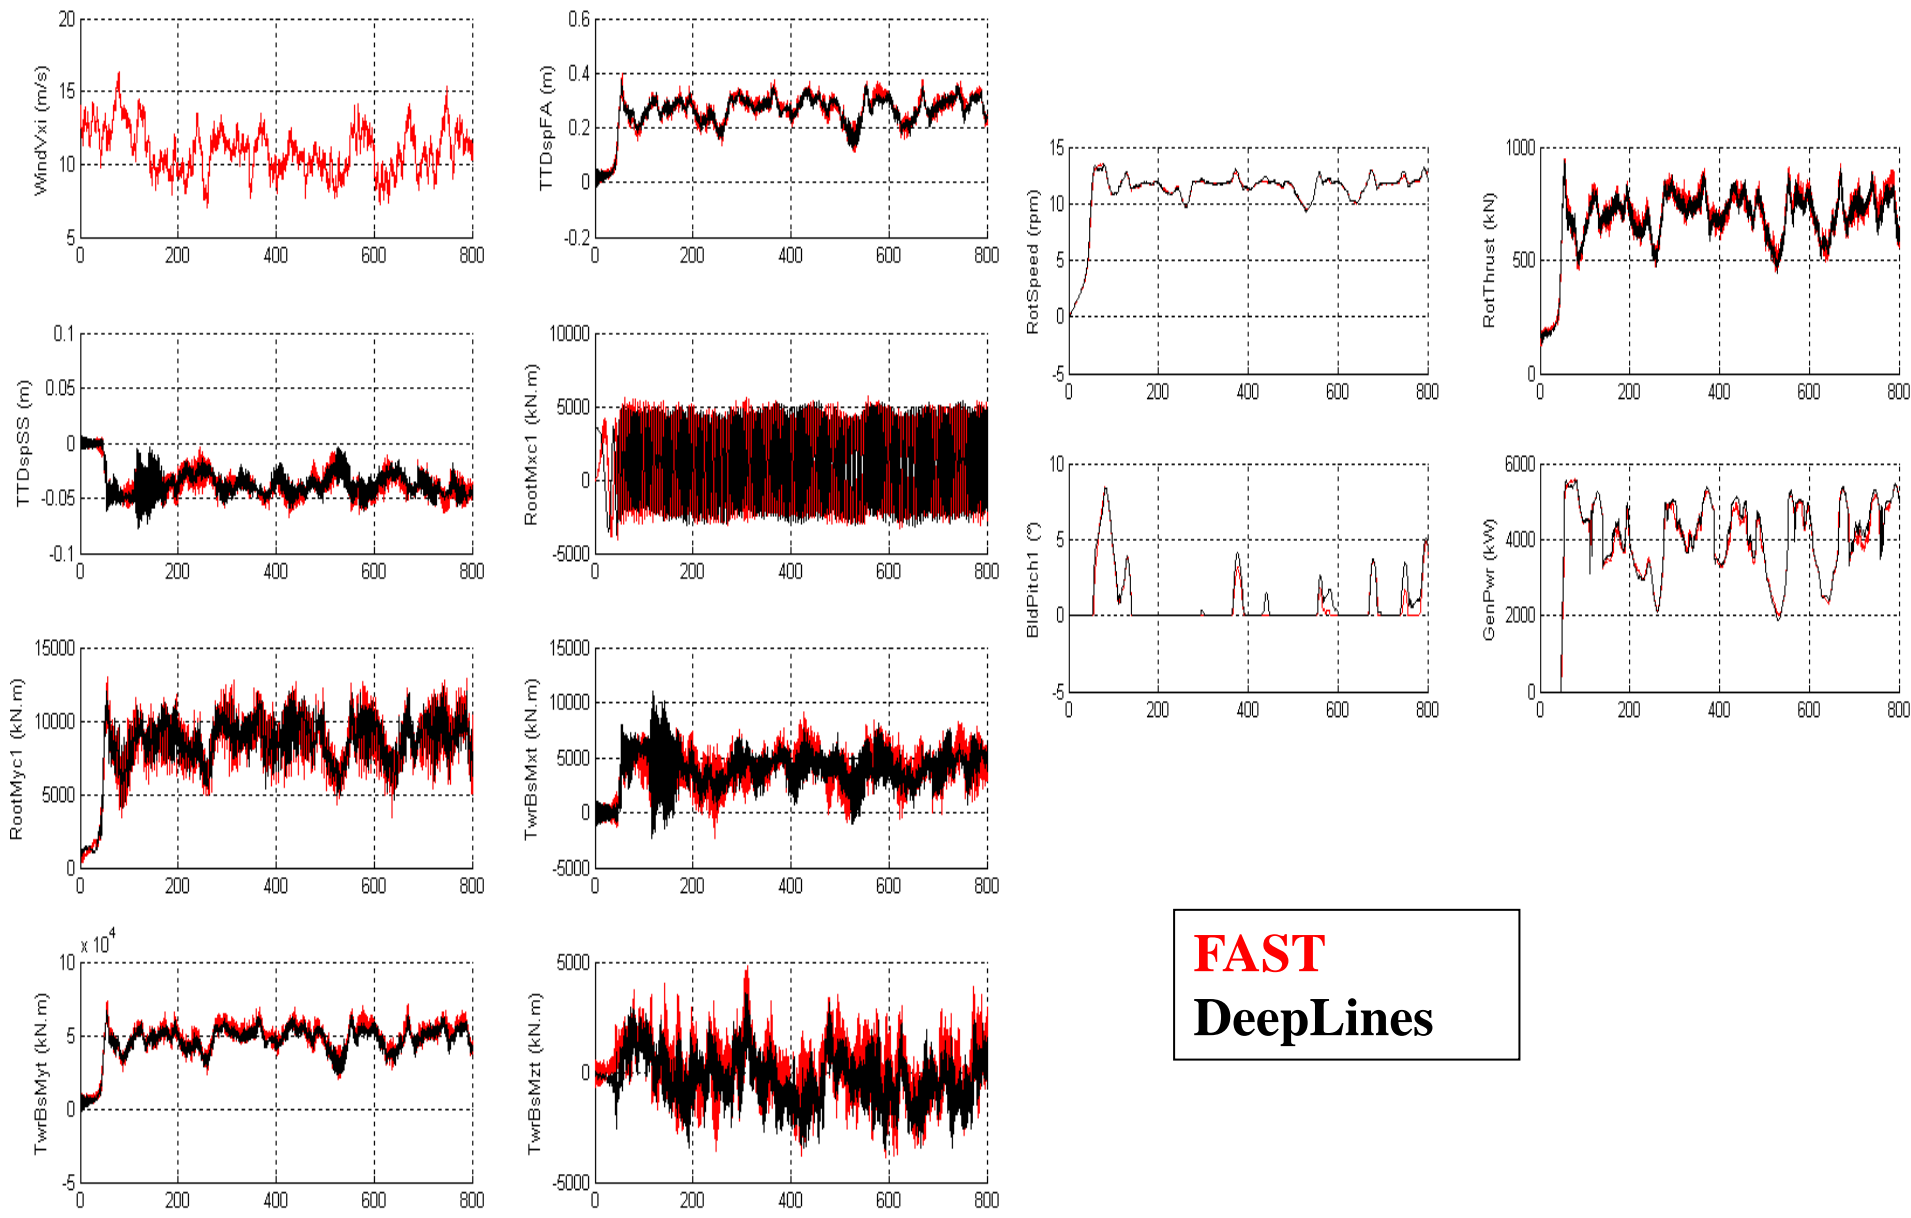 WindVxi (m/s)
20
15
10
5
0 200 400 600 800
TTDspFA (m)
0.6
0.4
0.2
0
-0.2
0 200 400 600 800
RotSpeed (rpm)
15
10
5
0
-5
0 200 400 600 800
RotThrust (kN)
1000
500
0
0 200 400 600 800
TTDspSS (m)
0.1
0.05
0
-0.05
-0.1
0 200 400 600 800
RootMxc1 (kN.m)
10000
5000
0
-5000
0 200 400 600 800
BldPitch1 (°)
10
5
0
-5
0 200 400 600 800
GenPwr (kW)
6000
4000
2000
0
0 200 400 600 800
RootMyc1 (kN.m)
15000
10000
5000
0
0 200 400 600 800
TwrBsMxt (kN.m)
15000
10000
5000
0
-5000
0 200 400 600 800
TwrBsMyt (kN.m)
x 10^4
10
5
0
-5
0 200 400 600 800
TwrBsMzt (kN.m)
5000
0
-5000
0 200 400 600 800
FAST
DeepLines